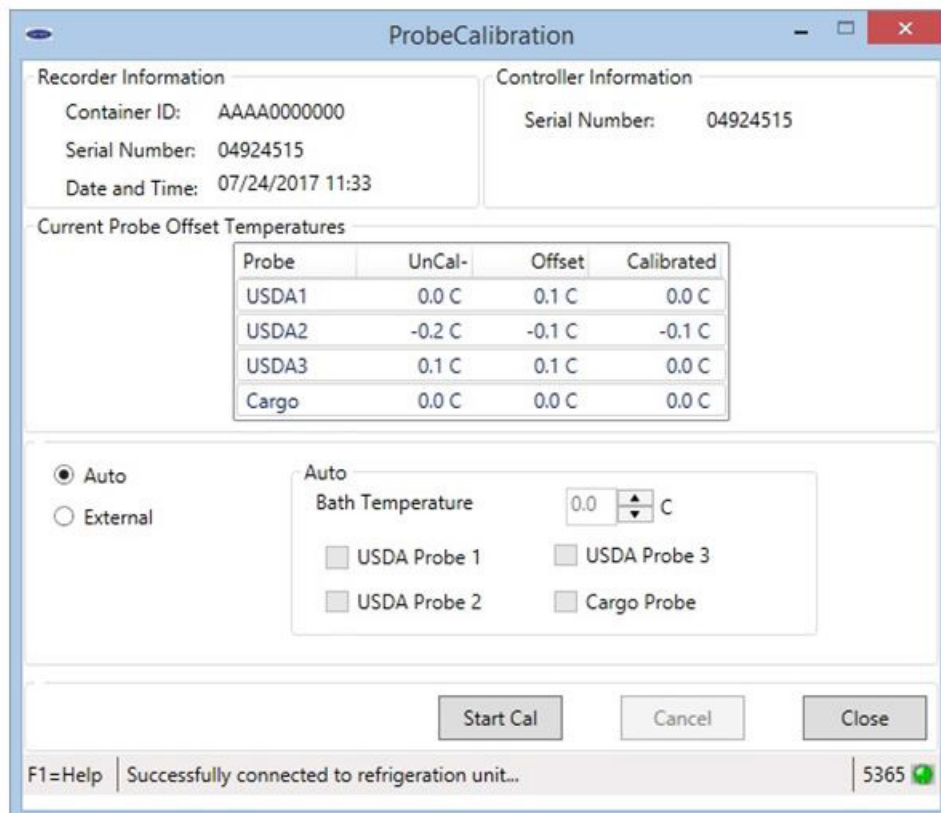 ProbeCalibration
Recorder Information
Container ID: AAAA0000000
Serial Number: 04924515
Date and Time: 07/24/2017 11:33
Controller Information
Serial Number: 04924515
Current Probe Offset Temperatures
Probe UnCal- Offset Calibrated
USDA1 0.0 C 0.1 C 0.0 C
USDA2 -0.2 C -0.1 C -0.1 C
USDA3 0.1 C 0.1 C 0.0 C
Cargo 0.0 C 0.0 C 0.0 C
Auto
External
Auto
Bath Temperature 0.0 C
USDA Probe 1 USDA Probe 3
USDA Probe 2 Cargo Probe
Start Cal Cancel Close
F1=Help Successfully connected to refrigeration unit... 5365